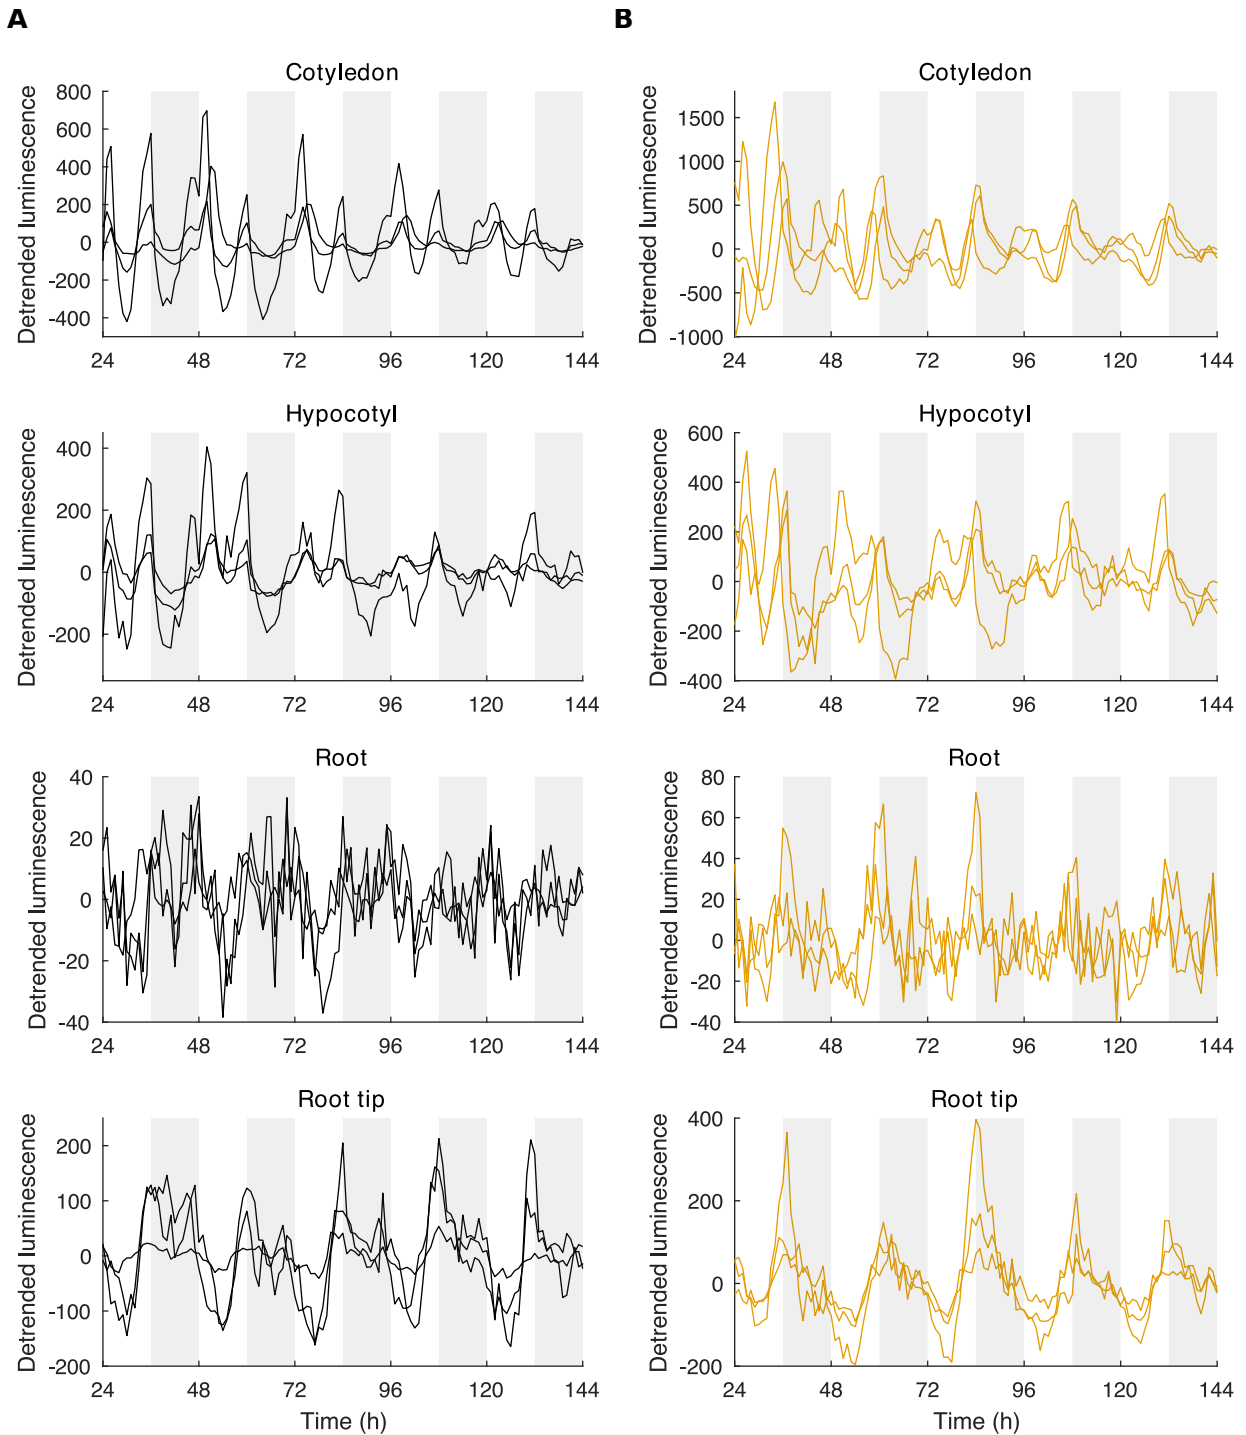 A
B
Cotyledon
Detrended luminescence
800
600
400
200
0
-200
-400
24 48 72 96 120 144
Cotyledon
Detrended luminescence
1500
1000
500
0
-500
-1000
24 48 72 96 120 144
Hypocotyl
Detrended luminescence
400
200
0
-200
24 48 72 96 120 144
Hypocotyl
Detrended luminescence
600
400
200
0
-200
-400
24 48 72 96 120 144
Root
Detrended luminescence
40
20
0
-20
-40
24 48 72 96 120 144
Root
Detrended luminescence
80
60
40
20
0
-20
-40
24 48 72 96 120 144
Root tip
Detrended luminescence
200
100
0
-100
-200
24 48 72 96 120 144
Time (h)
Root tip
Detrended luminescence
400
200
0
-200
24 48 72 96 120 144
Time (h)